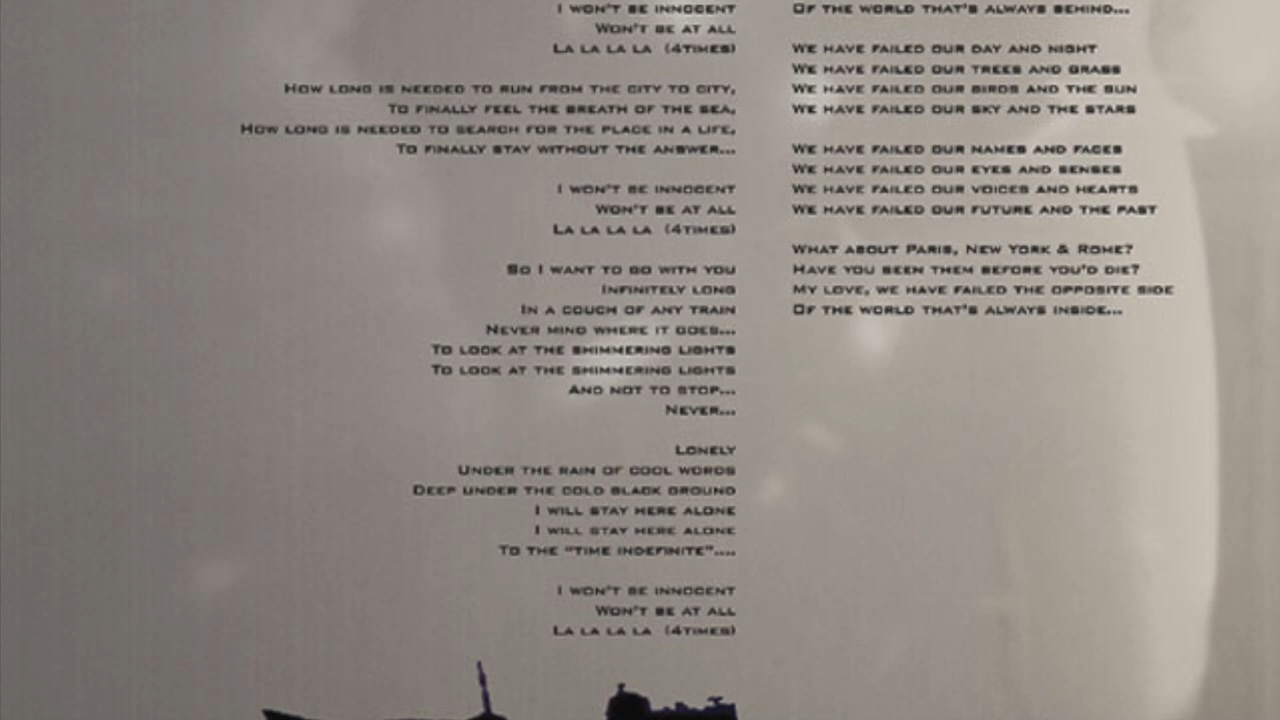 I WON'T BE INNOCENT
WON'T BE AT ALL
LA LA LA LA (4TIMES)
HOW LONG IS NEEDED TO RUN FROM THE CITY TO CITY,
TO FINALLY FEEL THE BREATH OF THE SEA,
HOW LONG IS NEEDED TO SEARCH FOR THE PLACE IN A LIFE,
TO FINALLY STAY WITHOUT THE ANSWER...
I WON'T BE INNOCENT
WON'T BE AT ALL
LA LA LA LA (4TIMES)
SO I WANT TO GO WITH YOU
INFINITELY LONG
IN A COUCH OF ANY TRAIN
NEVER MIND WHERE IT GOES...
TO LOOK AT THE SHIMMERING LIGHTS
TO LOOK AT THE SHIMMERING LIGHTS
AND NOT TO STOP...
NEVER...
LONELY
UNDER THE RAIN OF COOL WORDS
DEEP UNDER THE COLD BLACK GROUND
I WILL STAY HERE ALONE
I WILL STAY HERE ALONE
TO THE "TIME INDEFINITE"....
I WON'T BE INNOCENT
WON'T BE AT ALL
LA LA LA LA (4TIMES)
OF THE WORLD THAT'S ALWAYS BEHIND...
WE HAVE FAILED OUR DAY AND NIGHT
WE HAVE FAILED OUR TREES AND GRASS
WE HAVE FAILED OUR BIRDS AND THE SUN
WE HAVE FAILED OUR SKY AND THE STARS
WE HAVE FAILED OUR NAMES AND FACES
WE HAVE FAILED OUR EYES AND SENSES
WE HAVE FAILED OUR VOICES AND HEARTS
WE HAVE FAILED OUR FUTURE AND THE PAST
WHAT ABOUT PARIS, NEW YORK & ROME?
HAVE YOU SEEN THEM BEFORE YOU'D DIE?
MY LOVE, WE HAVE FAILED THE OPPOSITE SIDE
OF THE WORLD THAT'S ALWAYS INSIDE...